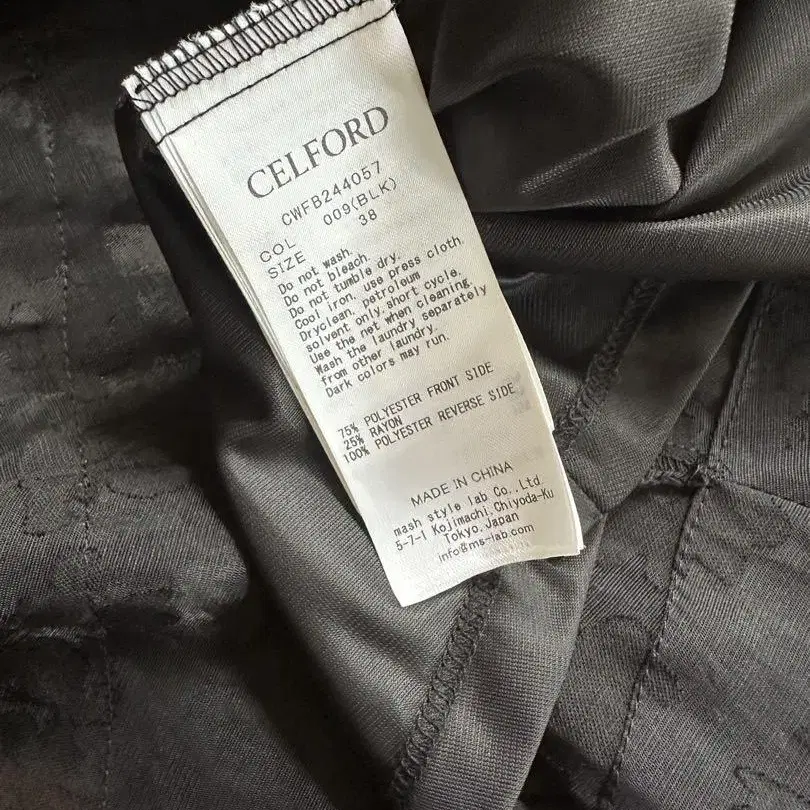 CELFORD
CWFB244057
COL 009(BLK)
SIZE 38
Do not wash.
Do not bleach.
Do not tumble dry.
Cool iron, use press cloth.
Dryclean, petroleum
solvent only, short cycle.
Use the net when cleaning.
Wash the laundry separately
from other laundry.
Dark colors may run.
75% POLYESTER FRONT SIDE
25% RAYON
100% POLYESTER REVERSE SIDE
MADE IN CHINA
mash style lab Co., Ltd.
5-7-1 Kojimachi, Chiyoda-Ku
Tokyo, Japan
info@ms-lab.com